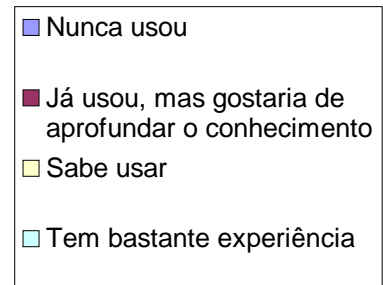 Nunca usou
Já usou, mas gostaria de
aprofundar o conhecimento
Sabe usar
Tem bastante experiência